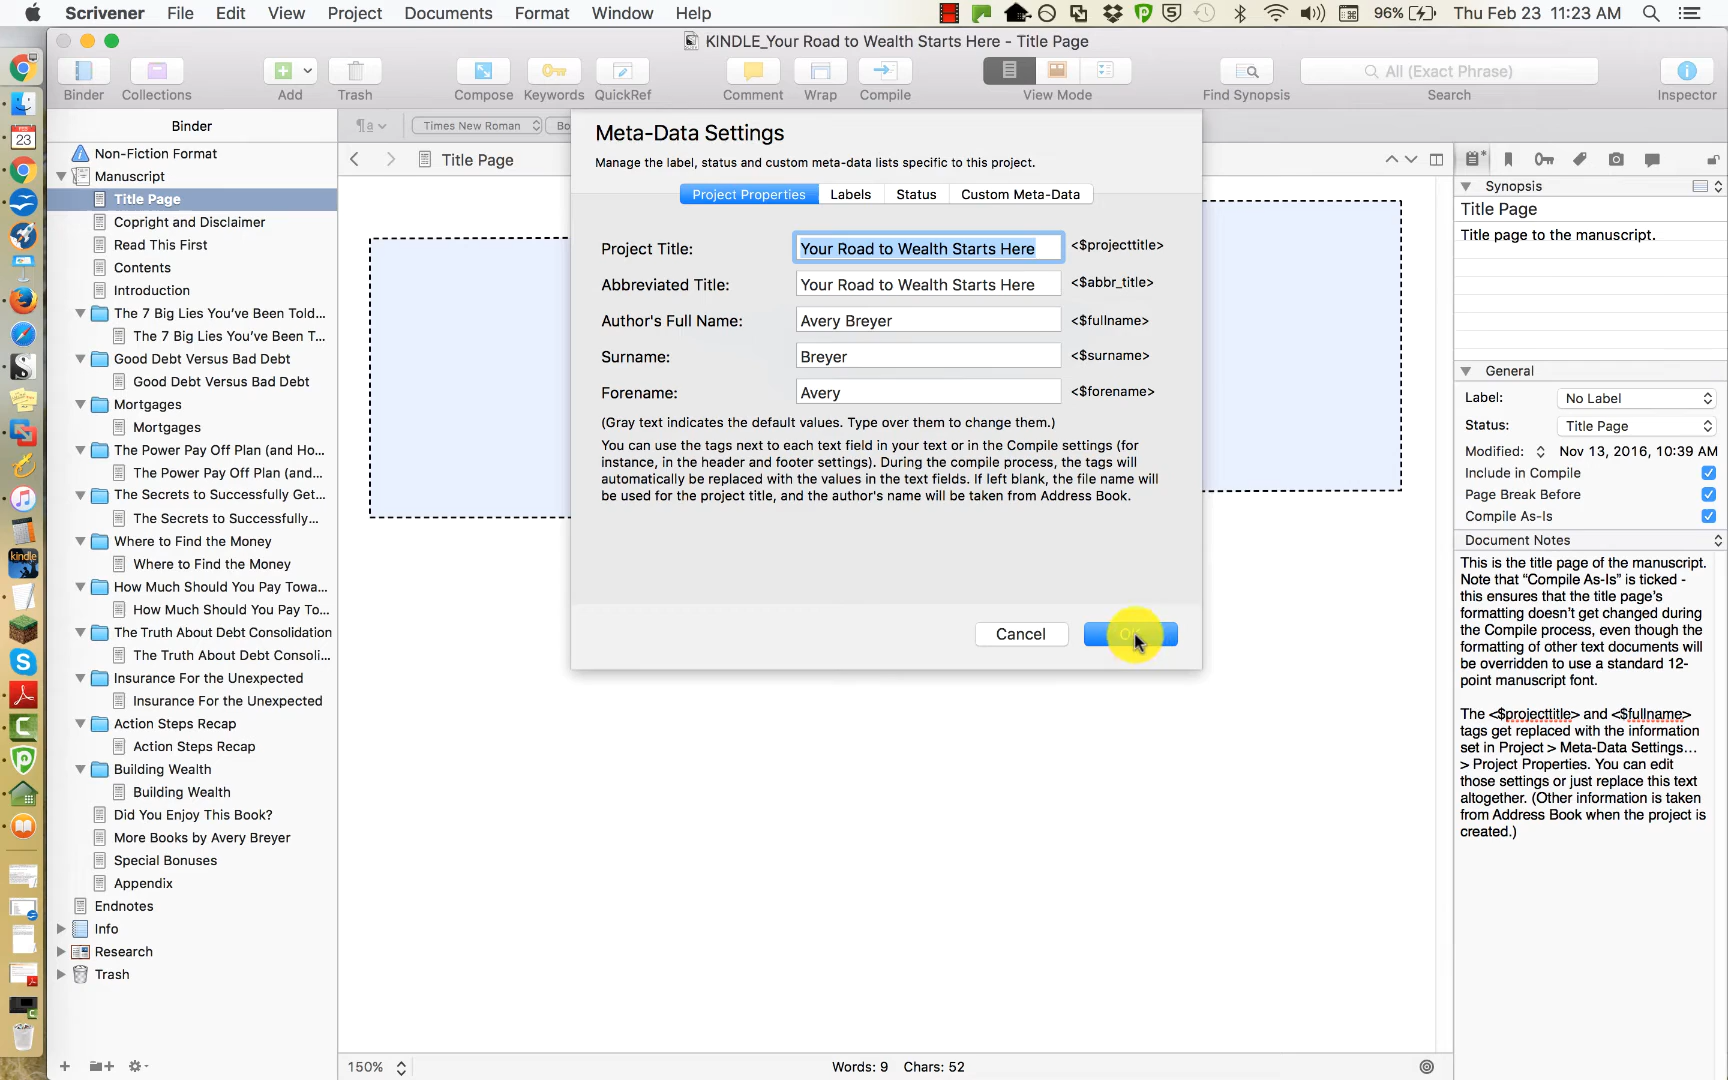 Scrivener File Edit View Project Documents Format Window Help
96% Thu Feb 23 11:23 AM
KINDLE_Your Road to Wealth Starts Here - Title Page
All (Exact Phrase)
Binder Collections Add Trash Compose Keywords QuickRef Comment Wrap Compile View Mode Find Synopsis Search Inspector
Binder
Non-Fiction Format
Manuscript
Title Page
Copright and Disclaimer
Read This First
Contents
Introduction
The 7 Big Lies You've Been Told...
The 7 Big Lies You've Been T...
Good Debt Versus Bad Debt
Good Debt Versus Bad Debt
Mortgages
Mortgages
The Power Pay Off Plan (and Ho...
The Power Pay Off Plan (and...
The Secrets to Successfully Get...
The Secrets to Successfully...
Where to Find the Money
Where to Find the Money
How Much Should You Pay Towa...
How Much Should You Pay To...
The Truth About Debt Consolidation
The Truth About Debt Consoli...
Insurance For the Unexpected
Insurance For the Unexpected
Action Steps Recap
Action Steps Recap
Building Wealth
Building Wealth
Did You Enjoy This Book?
More Books by Avery Breyer
Special Bonuses
Appendix
Endnotes
Info
Research
Trash
23
kindle
Times New Roman Bo
Title Page
Meta-Data Settings
Manage the label, status and custom meta-data lists specific to this project.
Project Properties Labels Status Custom Meta-Data
Project Title: Your Road to Wealth Starts Here <$projecttitle>
Abbreviated Title: Your Road to Wealth Starts Here <$abbr_title>
Author's Full Name: Avery Breyer <$fullname>
Surname: Breyer <$surname>
Forename: Avery <$forename>
(Gray text indicates the default values. Type over them to change them.)
You can use the tags next to each text field in your text or in the Compile settings (for
instance, in the header and footer settings). During the compile process, the tags will
automatically be replaced with the values in the text fields. If left blank, the file name will
be used for the project title, and the author's name will be taken from Address Book.
Cancel OK
150%
Words: 9 Chars: 52
Synopsis
Title Page
Title page to the manuscript.
General
Label: No Label
Status: Title Page
Modified: Nov 13, 2016, 10:39 AM
Include in Compile
Page Break Before
Compile As-Is
Document Notes
This is the title page of the manuscript.
Note that “Compile As-Is” is ticked -
this ensures that the title page's
formatting doesn't get changed during
the Compile process, even though the
formatting of other text documents will
be overridden to use a standard 12-
point manuscript font.
The <$projecttitle> and <$fullname>
tags get replaced with the information
set in Project > Meta-Data Settings...
> Project Properties. You can edit
those settings or just replace this text
altogether. (Other information is taken
from Address Book when the project is
created.)